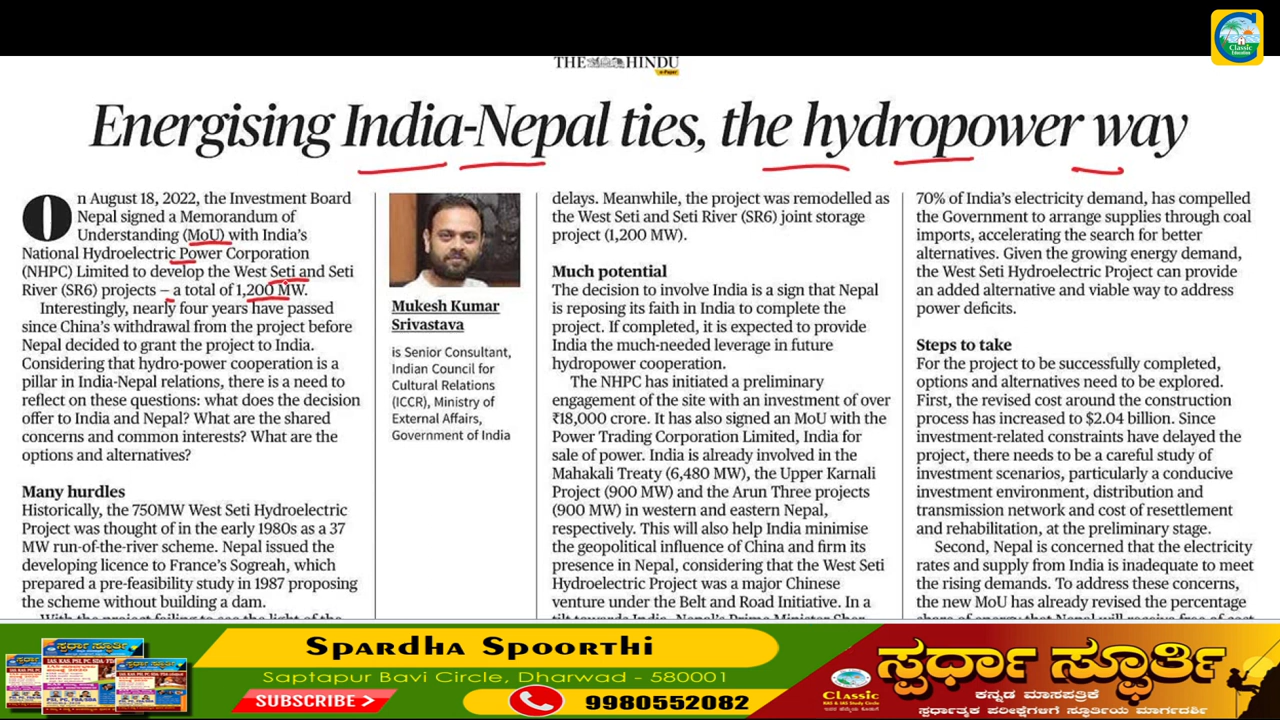 Classic
Education
THE HINDU
e-Paper
Energising India-Nepal ties, the hydropower way
On August 18, 2022, the Investment Board
Nepal signed a Memorandum of
Understanding (MoU) with India's
National Hydroelectric Power Corporation
(NHPC) Limited to develop the West Seti and Seti
River (SR6) projects – a total of 1,200 MW.
Interestingly, nearly four years have passed
since China's withdrawal from the project before
Nepal decided to grant the project to India.
Considering that hydro-power cooperation is a
pillar in India-Nepal relations, there is a need to
reflect on these questions: what does the decision
offer to India and Nepal? What are the shared
concerns and common interests? What are the
options and alternatives?
Many hurdles
Historically, the 750MW West Seti Hydroelectric
Project was thought of in the early 1980s as a 37
MW run-of-the-river scheme. Nepal issued the
developing licence to France's Sogreah, which
prepared a pre-feasibility study in 1987 proposing
the scheme without building a dam.
Mukesh Kumar
Srivastava
is Senior Consultant,
Indian Council for
Cultural Relations
(ICCR), Ministry of
External Affairs,
Government of India
delays. Meanwhile, the project was remodelled as
the West Seti and Seti River (SR6) joint storage
project (1,200 MW).
Much potential
The decision to involve India is a sign that Nepal
is reposing its faith in India to complete the
project. If completed, it is expected to provide
India the much-needed leverage in future
hydropower cooperation.
The NHPC has initiated a preliminary
engagement of the site with an investment of over
₹18,000 crore. It has also signed an MoU with the
Power Trading Corporation Limited, India for
sale of power. India is already involved in the
Mahakali Treaty (6,480 MW), the Upper Karnali
Project (900 MW) and the Arun Three projects
(900 MW) in western and eastern Nepal,
respectively. This will also help India minimise
the geopolitical influence of China and firm its
presence in Nepal, considering that the West Seti
Hydroelectric Project was a major Chinese
venture under the Belt and Road Initiative. In a
70% of India's electricity demand, has compelled
the Government to arrange supplies through coal
imports, accelerating the search for better
alternatives. Given the growing energy demand,
the West Seti Hydroelectric Project can provide
an added alternative and viable way to address
power deficits.
Steps to take
For the project to be successfully completed,
options and alternatives need to be explored.
First, the revised cost around the construction
process has increased to $2.04 billion. Since
investment-related constraints have delayed the
project, there needs to be a careful study of
investment scenarios, particularly a conducive
investment environment, distribution and
transmission network and cost of resettlement
and rehabilitation, at the preliminary stage.
Second, Nepal is concerned that the electricity
rates and supply from India is inadequate to meet
the rising demands. To address these concerns,
the new MoU has already revised the percentage
Spardha Spoorthi
Saptapur Bavi Circle, Dharwad - 580001
SUBSCRIBE
9980552082
Classic
ಸ್ಪರ್ಧಾ ಸ್ಫೂರ್ತಿ
ಕನ್ನಡ ಮಾಸಪತ್ರಿಕೆ
ಸ್ಪರ್ಧಾತ್ಮಕ ಪರೀಕ್ಷೆಗಳಿಗೆ ಸ್ಫೂರ್ತಿಯ ಮಾರ್ಗದರ್ಶಿ